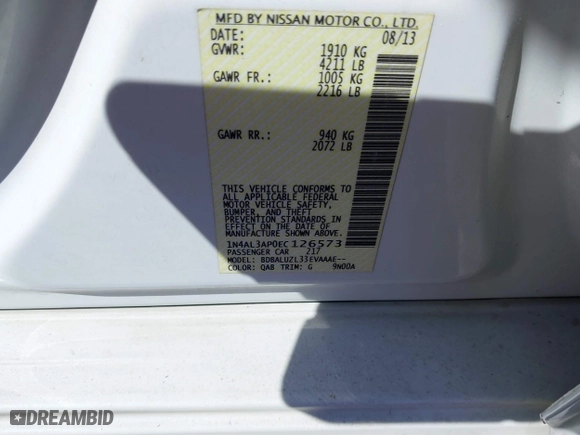 MFD BY NISSAN MOTOR CO., LTD.
DATE: 08/13
GVWR: 1910 KG
4211 LB
GAWR FR.: 1005 KG
2216 LB
GAWR RR.: 940 KG
2072 LB
THIS VEHICLE CONFORMS TO
ALL APPLICABLE FEDERAL
MOTOR VEHICLE SAFETY,
BUMPER, AND THEFT
PREVENTION STANDARDS IN
EFFECT ON THE DATE OF
MANUFACTURE SHOWN ABOVE.
1N4AL3AP0EC126573
PASSENGER CAR 217
MODEL: BDBALUZL33EVAAAE--
COLOR: QAB TRIM: G 9N00A
DREAMBID